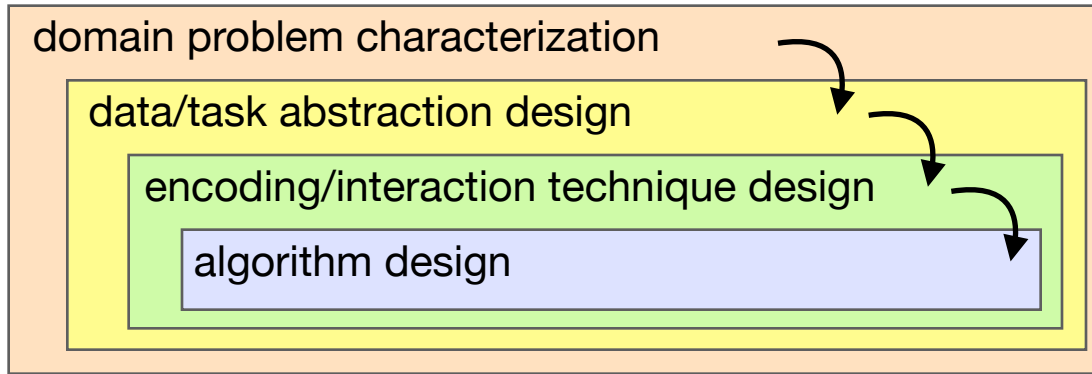 domain problem characterization
data/task abstraction design
encoding/interaction technique design
algorithm design